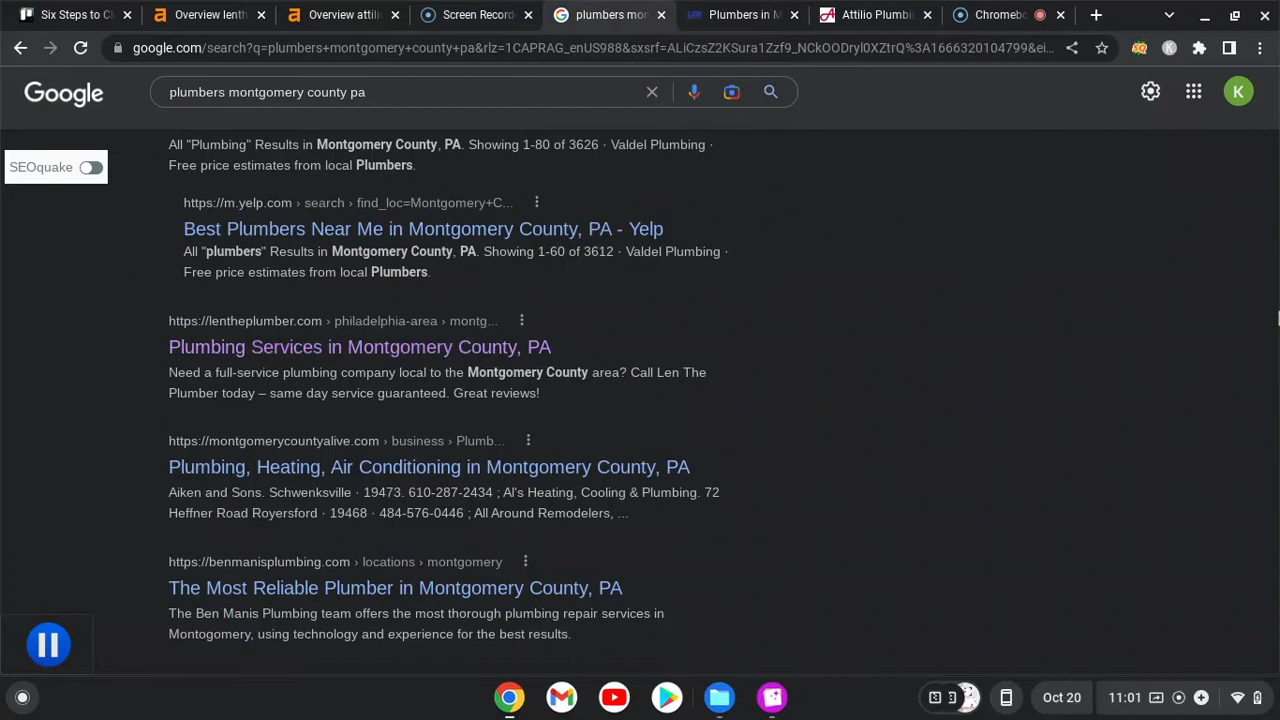 Six Steps to Cl
Overview lenth
Overview attili
Screen Record
plumbers mon
Plumbers in M
Attilio Plumbin
Chromebo
google.com/search?q=plumbers+montgomery+county+pa&rlz=1CAPRAG_enUS988&sxsrf=ALiCzsZ2KSura1Zzf9_NCkOODryl0XZtrQ%3A1666320104799&ei...
Google
plumbers montgomery county pa
K
SEOquake
All "Plumbing" Results in Montgomery County, PA. Showing 1-80 of 3626 · Valdel Plumbing ·
Free price estimates from local Plumbers.
https://m.yelp.com › search › find_loc=Montgomery+C...
Best Plumbers Near Me in Montgomery County, PA - Yelp
All "plumbers" Results in Montgomery County, PA. Showing 1-60 of 3612 · Valdel Plumbing ·
Free price estimates from local Plumbers.
https://lentheplumber.com › philadelphia-area › montg...
Plumbing Services in Montgomery County, PA
Need a full-service plumbing company local to the Montgomery County area? Call Len The
Plumber today – same day service guaranteed. Great reviews!
https://montgomerycountyalive.com › business › Plumb...
Plumbing, Heating, Air Conditioning in Montgomery County, PA
Aiken and Sons. Schwenksville · 19473. 610-287-2434 ; Al's Heating, Cooling & Plumbing. 72
Heffner Road Royersford · 19468 · 484-576-0446 ; All Around Remodelers, ...
https://benmanisplumbing.com › locations › montgomery
The Most Reliable Plumber in Montgomery County, PA
The Ben Manis Plumbing team offers the most thorough plumbing repair services in
Montogomery, using technology and experience for the best results.
Oct 20
11:01